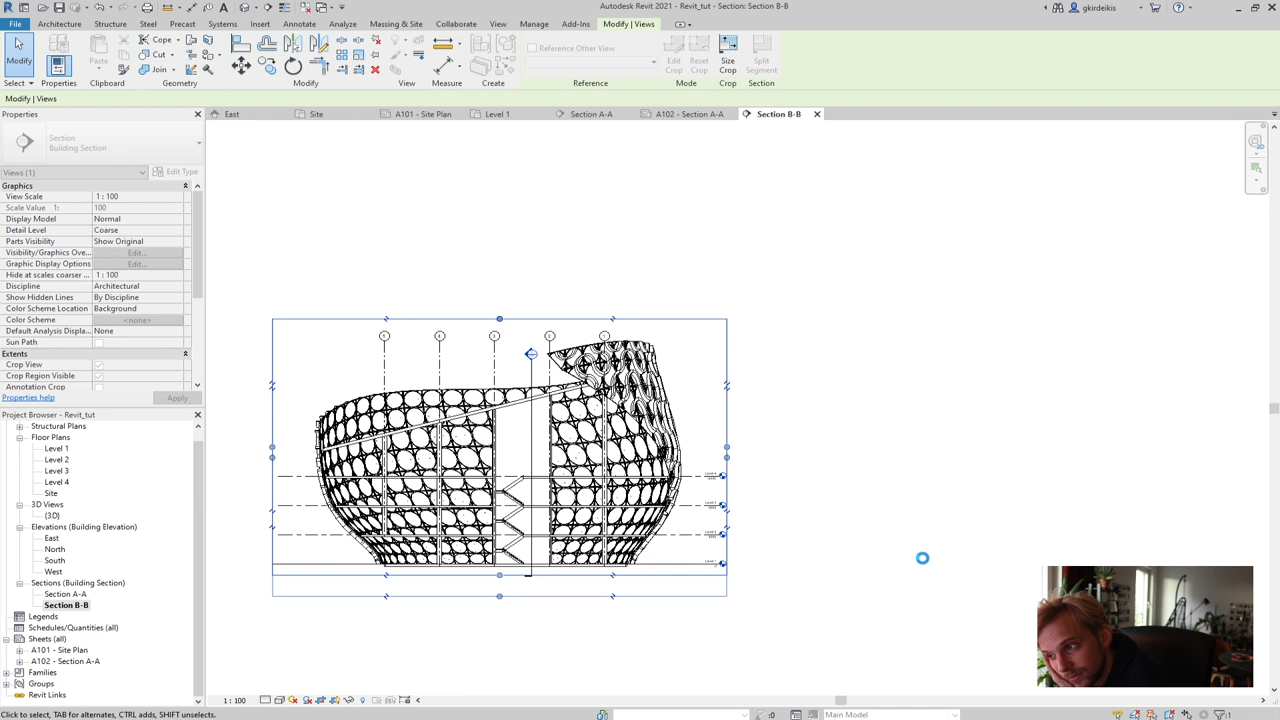 Autodesk Revit 2021 - Revit_tut - Section: Section B-B
gkirdeikis
File
Architecture
Structure
Steel
Precast
Systems
Insert
Annotate
Analyze
Massing & Site
Collaborate
View
Manage
Add-Ins
Modify | Views
Modify
Paste
Cope
Cut
Join
Reference Other View
Edit Crop
Reset Crop
Size Crop
Split Segment
Select
Properties
Clipboard
Geometry
Modify
View
Measure
Create
Reference
Mode
Crop
Section
Modify | Views
Properties
East
Site
A101 - Site Plan
Level 1
Section A-A
A102 - Section A-A
Section B-B
Section
Building Section
Views (1)
Edit Type
Graphics
View Scale 1 : 100
Scale Value 1: 100
Display Model Normal
Detail Level Coarse
Parts Visibility Show Original
Visibility/Graphics Ove... Edit...
Graphic Display Options Edit...
Hide at scales coarser ... 1 : 100
Discipline Architectural
Show Hidden Lines By Discipline
Color Scheme Location Background
Color Scheme <none>
Default Analysis Displa... None
Sun Path
Extents
Crop View
Crop Region Visible
Annotation Crop
Properties help
Apply
Project Browser - Revit_tut
Structural Plans
Floor Plans
Level 1
Level 2
Level 3
Level 4
Site
3D Views
{3D}
Elevations (Building Elevation)
East
North
South
West
Sections (Building Section)
Section A-A
Section B-B
Legends
Schedules/Quantities (all)
Sheets (all)
A101 - Site Plan
A102 - Section A-A
Families
Groups
Revit Links
1 : 100
Click to select, TAB for alternates, CTRL adds, SHIFT unselects.
:0
Main Model
:1